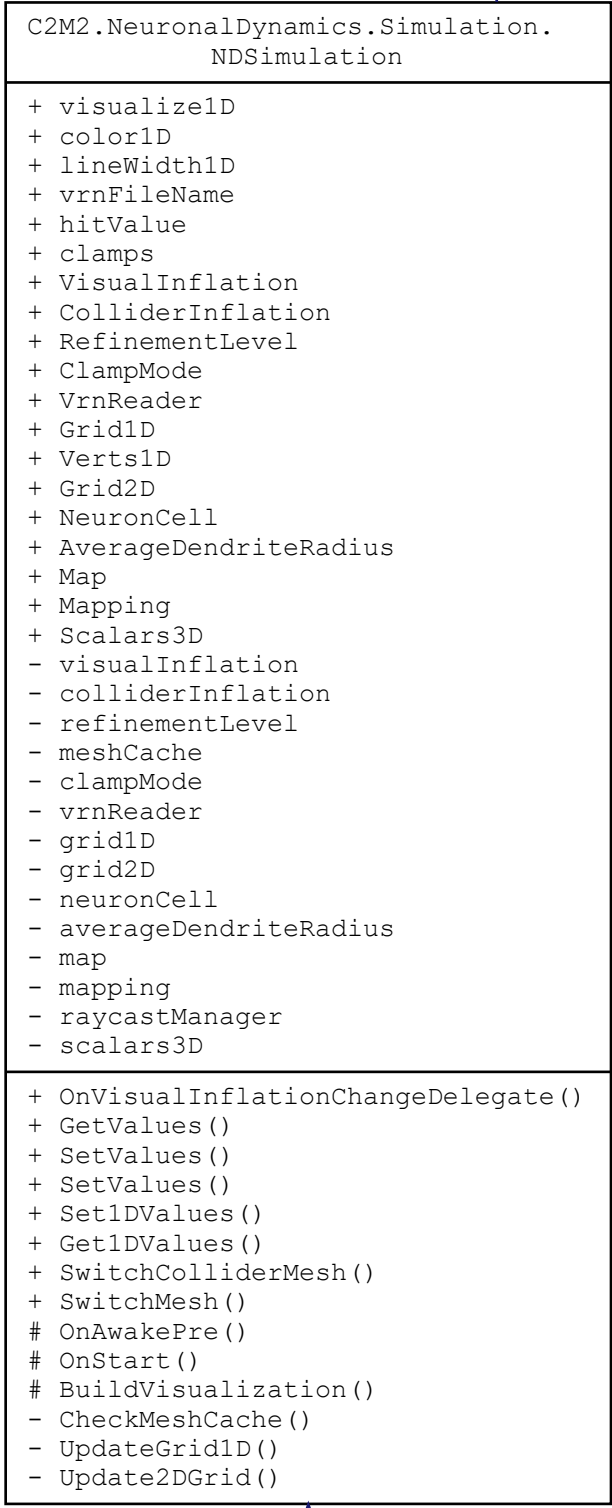 C2M2.NeuronalDynamics.Simulation.
NDSimulation
+ visualize1D
+ color1D
+ lineWidth1D
+ vrnFileName
+ hitValue
+ clamps
+ VisualInflation
+ ColliderInflation
+ RefinementLevel
+ ClampMode
+ VrnReader
+ Grid1D
+ Verts1D
+ Grid2D
+ NeuronCell
+ AverageDendriteRadius
+ Map
+ Mapping
+ Scalars3D
- visualInflation
- colliderInflation
- refinementLevel
- meshCache
- clampMode
- vrnReader
- grid1D
- grid2D
- neuronCell
- averageDendriteRadius
- map
- mapping
- raycastManager
- scalars3D
+ OnVisualInflationChangeDelegate()
+ GetValues()
+ SetValues()
+ SetValues()
+ Set1DValues()
+ Get1DValues()
+ SwitchColliderMesh()
+ SwitchMesh()
# OnAwakePre()
# OnStart()
# BuildVisualization()
- CheckMeshCache()
- UpdateGrid1D()
- Update2DGrid()